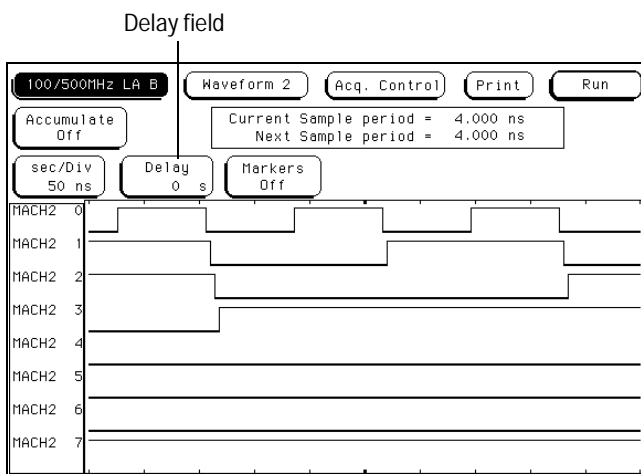 Delay field
100/500MHz LA B Waveform 2 Acq. Control Print Run
Accumulate
Off
Current Sample period = 4.000 ns
Next Sample period = 4.000 ns
sec/Div
50 ns
Delay
0 s
Markers
Off
MACH2 0
MACH2 1
MACH2 2
MACH2 3
MACH2 4
MACH2 5
MACH2 6
MACH2 7